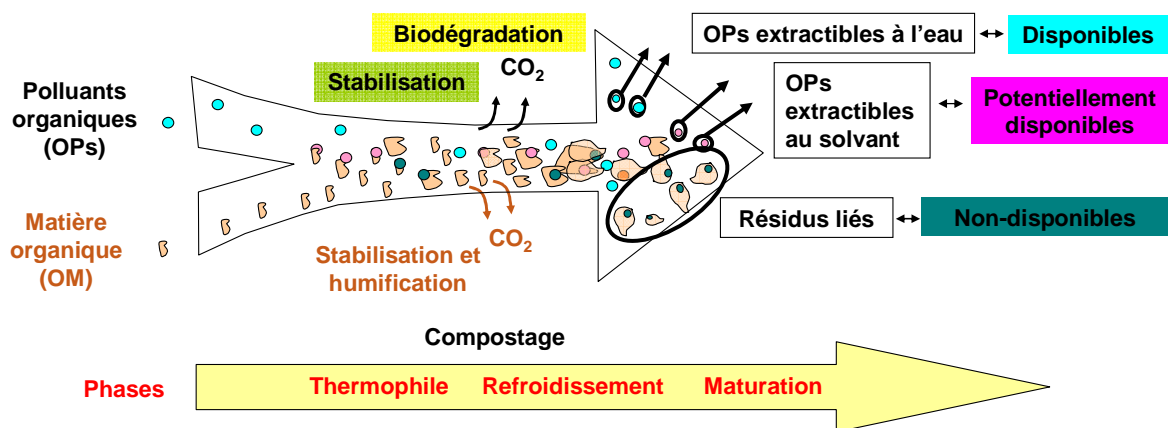 Biodégradation
CO2
Stabilisation
Polluants
organiques
(OPs)
Matière
organique
(OM)
CO2
Stabilisation et
humification
OPs extractibles à l'eau
Disponibles
OPs
extractibles
au solvant
Potentiellement
disponibles
Résidus liés
Non-disponibles
Compostage
Phases
Thermophile
Refroidissement
Maturation